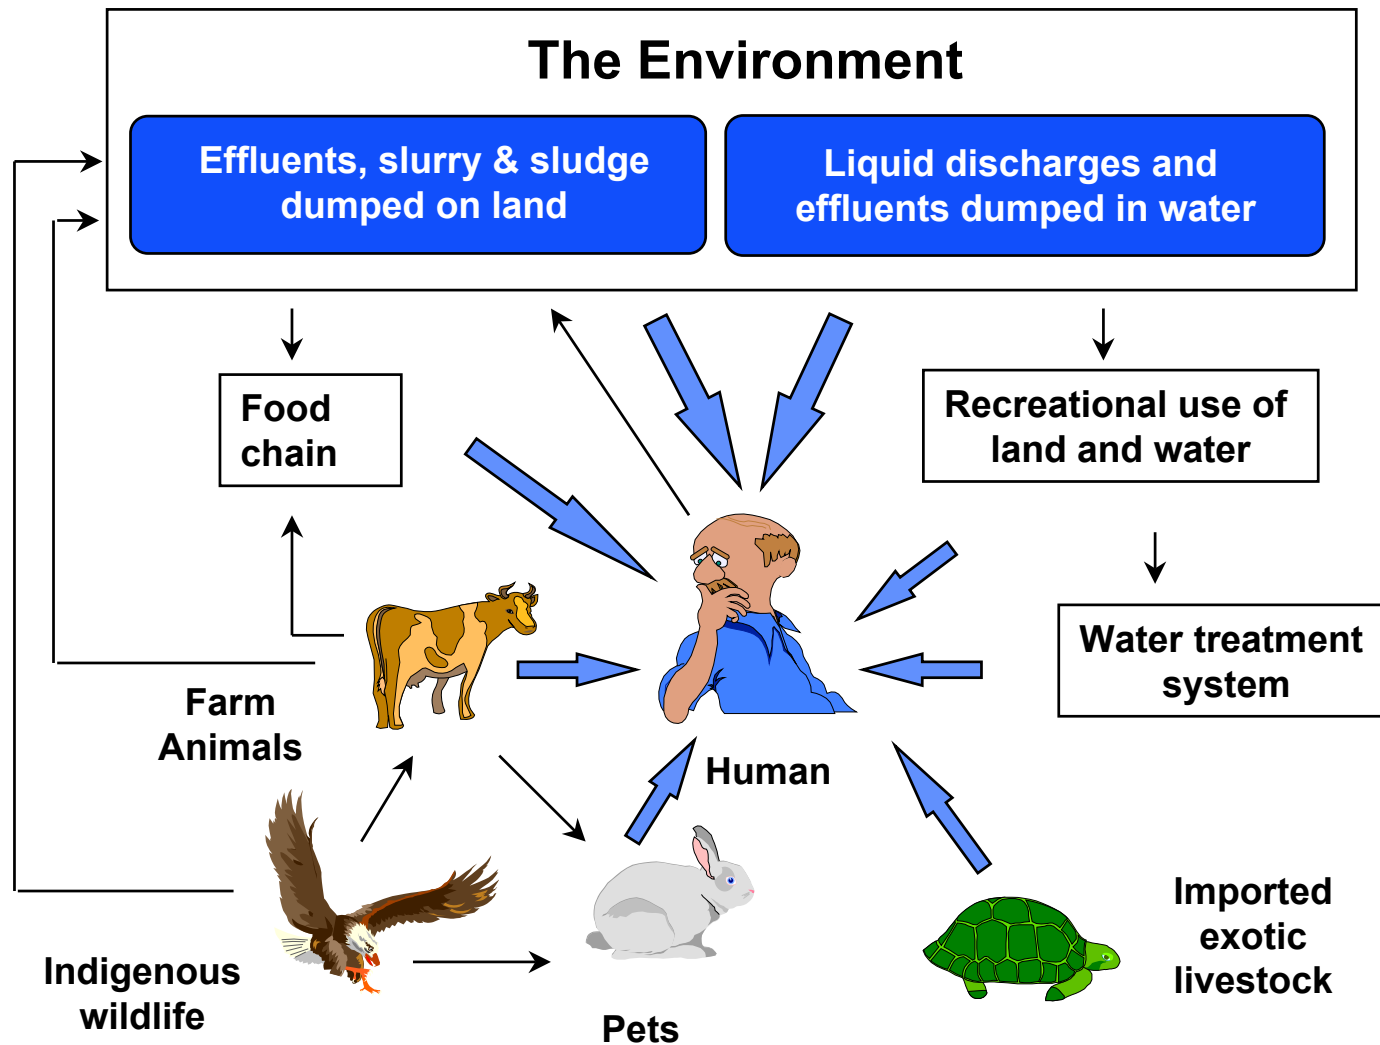 The Environment
Effluents, slurry & sludge
dumped on land
Liquid discharges and
effluents dumped in water
Food
chain
Recreational use of
land and water
Water treatment
system
Farm
Animals
Human
Indigenous
wildlife
Pets
Imported
exotic
livestock